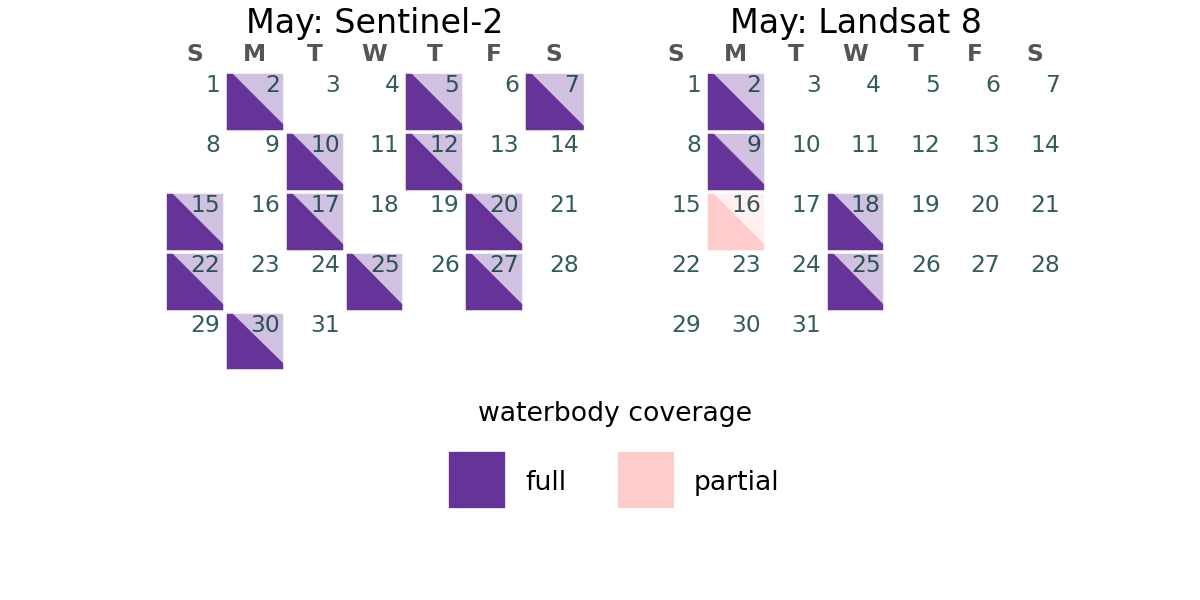 May: Sentinel-2
S M T W T F S
1 2 3 4 5 6 7
8 9 10 11 12 13 14
15 16 17 18 19 20 21
22 23 24 25 26 27 28
29 30 31
May: Landsat 8
S M T W T F S
1 2 3 4 5 6 7
8 9 10 11 12 13 14
15 16 17 18 19 20 21
22 23 24 25 26 27 28
29 30 31
waterbody coverage
full partial